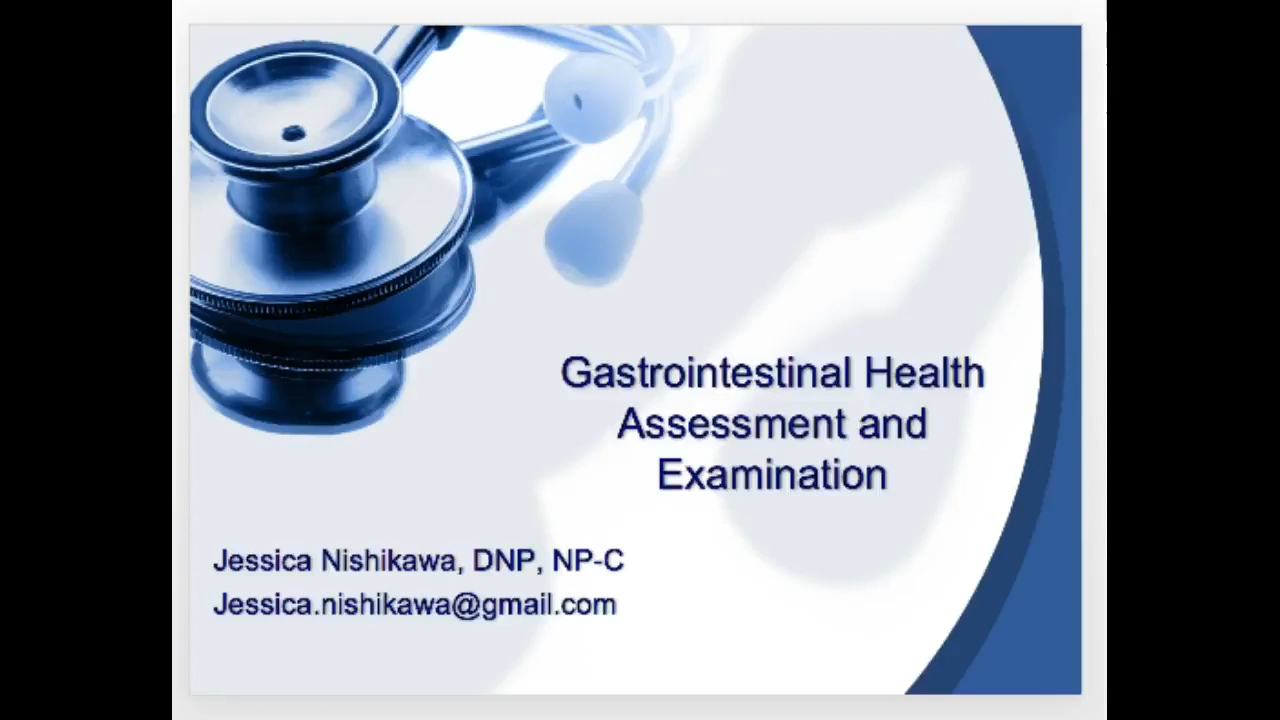 Gastrointestinal Health
Assessment and
Examination
Jessica Nishikawa, DNP, NP-C
Jessica.nishikawa@gmail.com